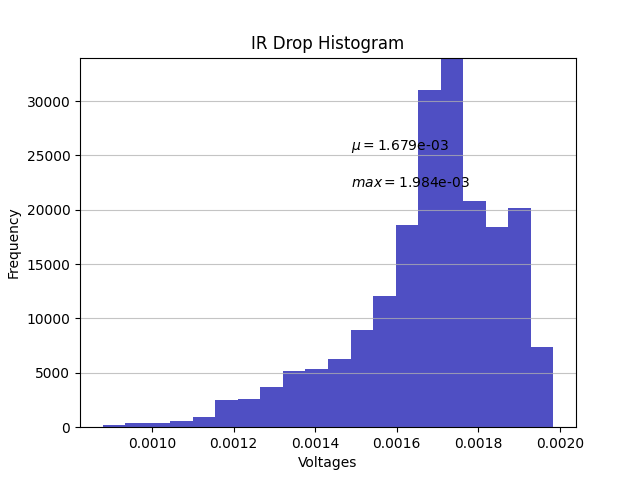 IR Drop Histogram
30000
25000
20000
15000
10000
5000
0
Frequency
μ = 1.679e-03
max = 1.984e-03
0.0010 0.0012 0.0014 0.0016 0.0018 0.0020
Voltages